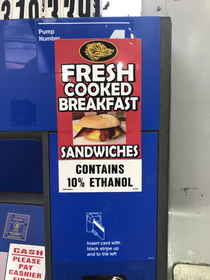 Pump
Number
FRESH
COOKED
BREAKFAST
SANDWICHES
CONTAINS
10% ETHANOL
Insert card with
black stripe up
and to the left
CASH
PLEASE
PAY
CASHIER